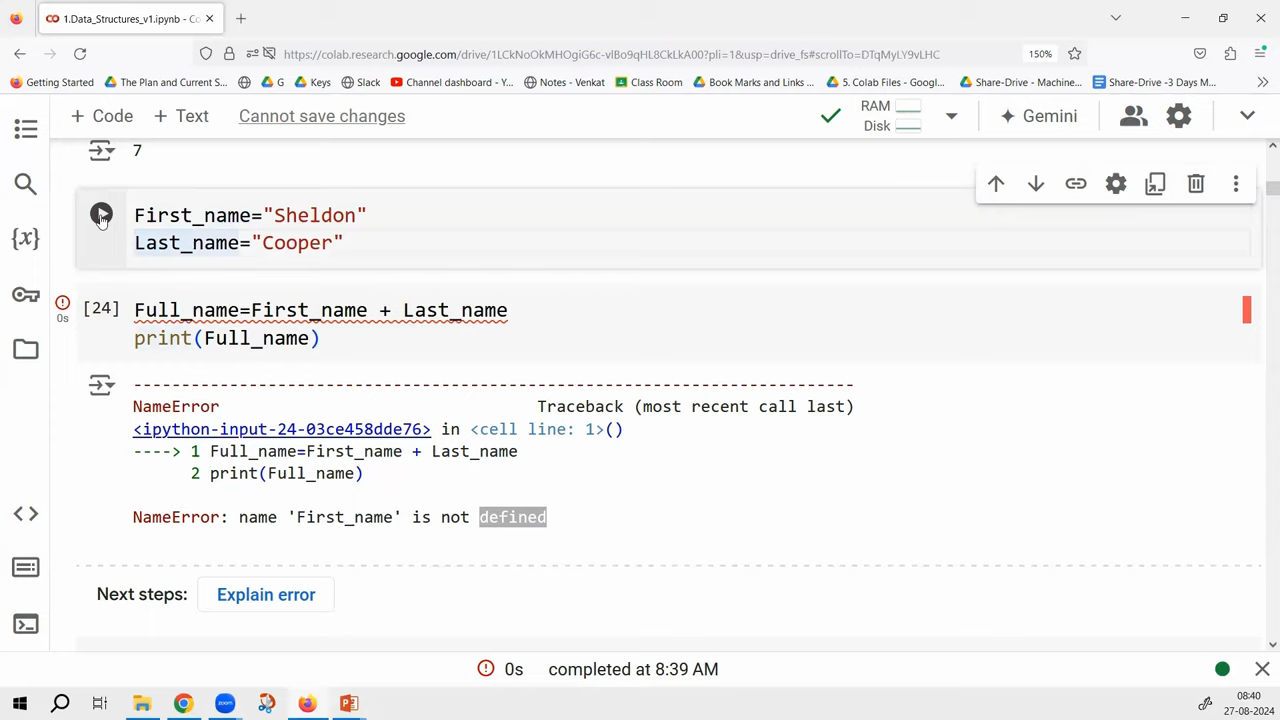 1.Data_Structures_v1.ipynb - Co
https://colab.research.google.com/drive/1LCkNoOkMHOgiG6c-vlBo9qHL8CkLkA00?pli=1&usp=drive_fs#scrollTo=DTqMyLY9vLHC
150%
Getting Started
The Plan and Current S...
G
Keys
Slack
Channel dashboard - Y...
Notes - Venkat
Class Room
Book Marks and Links ...
5. Colab Files - Googl...
Share-Drive - Machine...
Share-Drive -3 Days M...
+ Code
+ Text
Cannot save changes
RAM
Disk
Gemini
7
First_name="Sheldon"
Last_name="Cooper"
[24]
0s
Full_name=First_name + Last_name
print(Full_name)
---------------------------------------------------------------------------
NameError                                 Traceback (most recent call last)
<ipython-input-24-03ce458dde76> in <cell line: 1>()
----> 1 Full_name=First_name + Last_name
      2 print(Full_name)
NameError: name 'First_name' is not defined
Next steps:
Explain error
0s
completed at 8:39 AM
zoom
08:40
27-08-2024